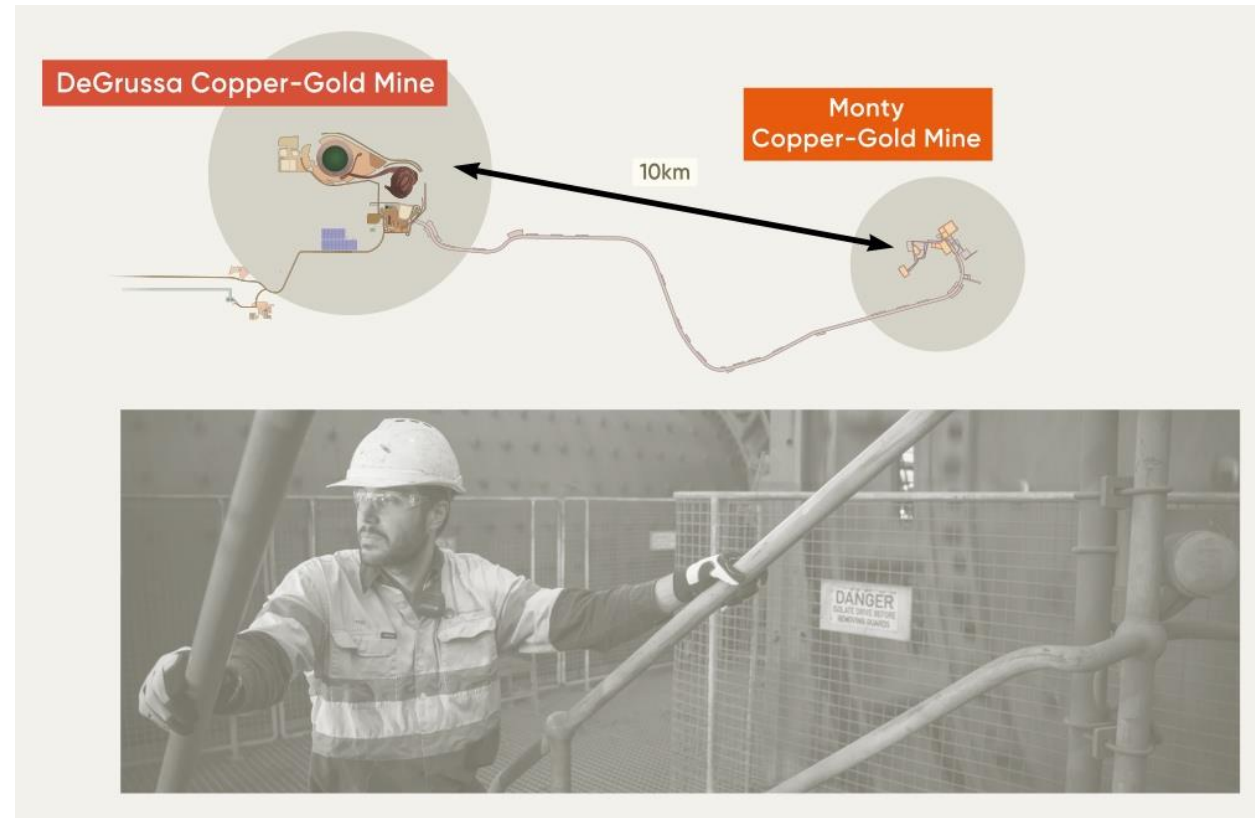 DeGrussa Copper-Gold Mine
Monty
Copper-Gold Mine
10km
DANGER
ISOLATE DRIVE BEFORE
REMOVING GUARDS